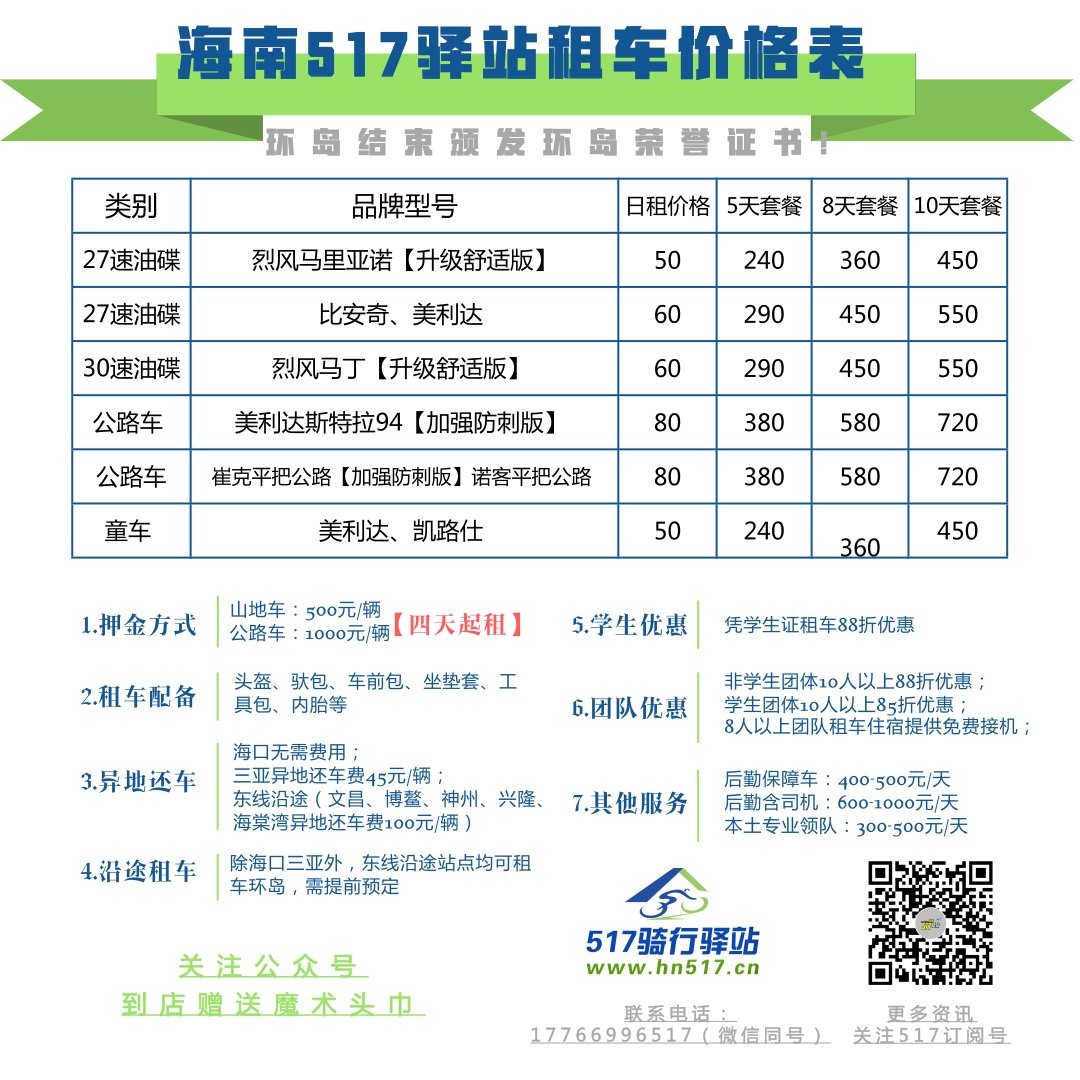 海南517驿站租车价格表
环岛结束颁发环岛荣誉证书!
类别 品牌型号 日租价格 5天套餐 8天套餐 10天套餐
27速油碟 烈风马里亚诺【升级舒适版】 50 240 360 450
27速油碟 比安奇、美利达 60 290 450 550
30速油碟 烈风马丁【升级舒适版】 60 290 450 550
公路车 美利达斯特拉94【加强防刺版】 80 380 580 720
公路车 崔克平把公路【加强防刺版】诺客平把公路 80 380 580 720
童车 美利达、凯路仕 50 240 360 450
1.押金方式
山地车：500元/辆
公路车：1000元/辆
【四天起租】
2.租车配备
头盔、驮包、车前包、坐垫套、工
具包、内胎等
3.异地还车
海口无需费用；
三亚异地还车费45元/辆；
东线沿途（文昌、博鳌、神州、兴隆、
海棠湾异地还车费100元/辆）
4.沿途租车
除海口三亚外，东线沿途站点均可租
车环岛，需提前预定
5.学生优惠
凭学生证租车88折优惠
6.团队优惠
非学生团体10人以上88折优惠；
学生团体10人以上85折优惠；
8人以上团队租车住宿提供免费接机；
7.其他服务
后勤保障车：400-500元/天
后勤含司机：600-1000元/天
本土专业领队：300-500元/天
关注公众号
到店赠送魔术头巾
517骑行驿站
www.hn517.cn
联系电话：
17766996517（微信同号）
更多资讯
关注517订阅号